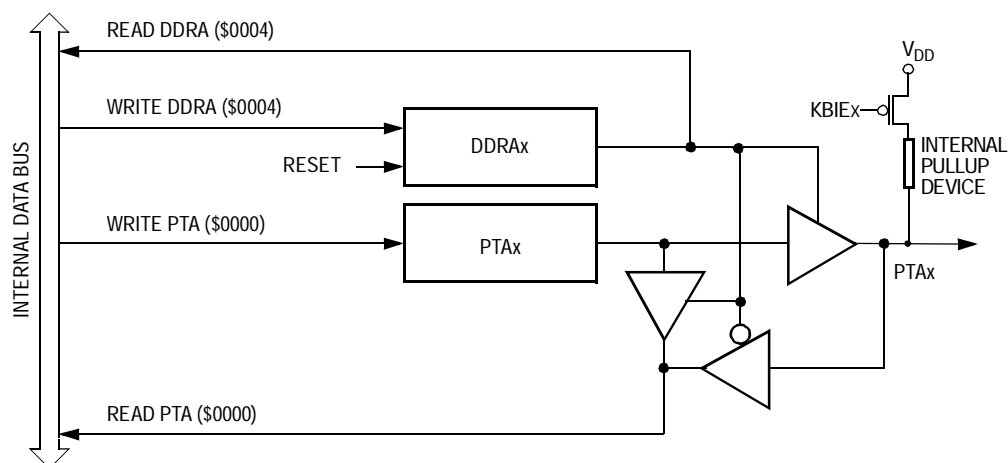 READ DDRA ($0004)
V_DD
WRITE DDRA ($0004)
KBIEx
DDRAx
INTERNAL
PULLUP
DEVICE
RESET
INTERNAL DATA BUS
WRITE PTA ($0000)
PTAx
PTAx
READ PTA ($0000)